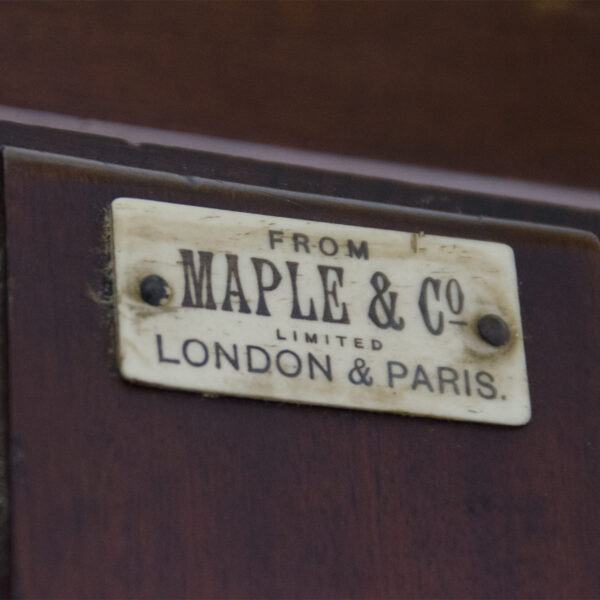 FROM
MAPLE & Cº
LIMITED
LONDON & PARIS.